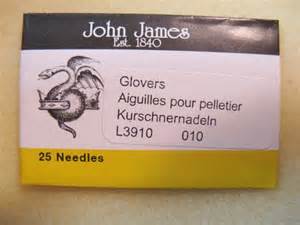 John James
Est. 1840
Glovers
Aiguilles pour pelletier
Kurschnernadeln
L3910 010
25 Needles